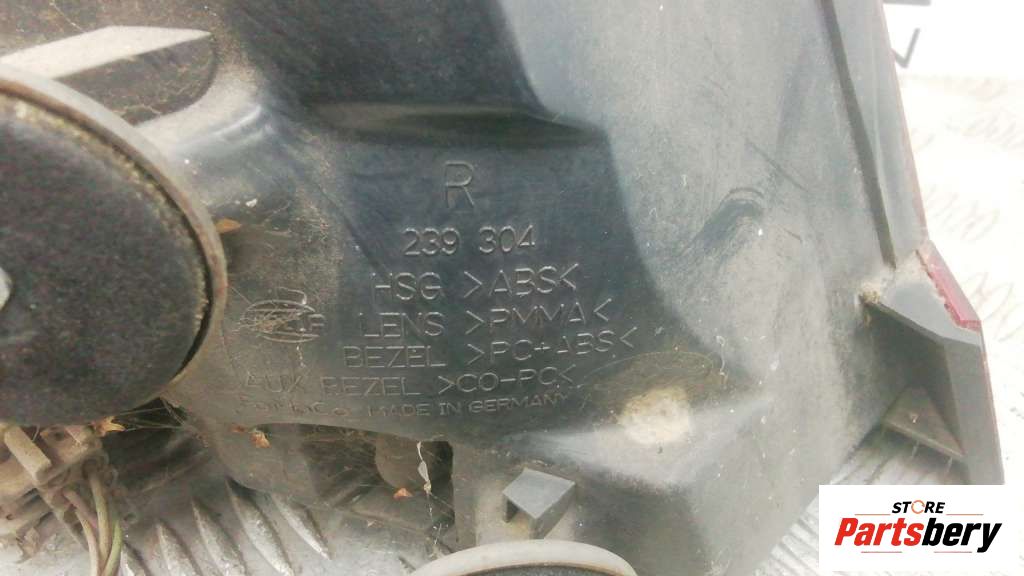 R
239 304
HSG >ABS<
LENS >PMMA<
BEZEL >PC+ABS<
AUX BEZEL >CO-PC<
MADE IN GERMANY
STORE
Partsbery